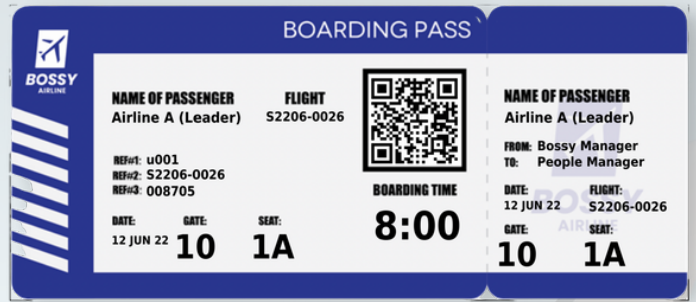 BOARDING PASS
BOSSY
AIRLINE
NAME OF PASSENGER
Airline A (Leader)
FLIGHT
S2206-0026
REF#1: u001
REF#2: S2206-0026
REF#3: 008705
DATE: GATE: SEAT:
12 JUN 22 10 1A
BOARDING TIME
8:00
NAME OF PASSENGER
Airline A (Leader)
FROM: Bossy Manager
TO: People Manager
DATE: FLIGHT:
12 JUN 22 S2206-0026
GATE: SEAT:
10 1A
BOSSY
AIRLINE